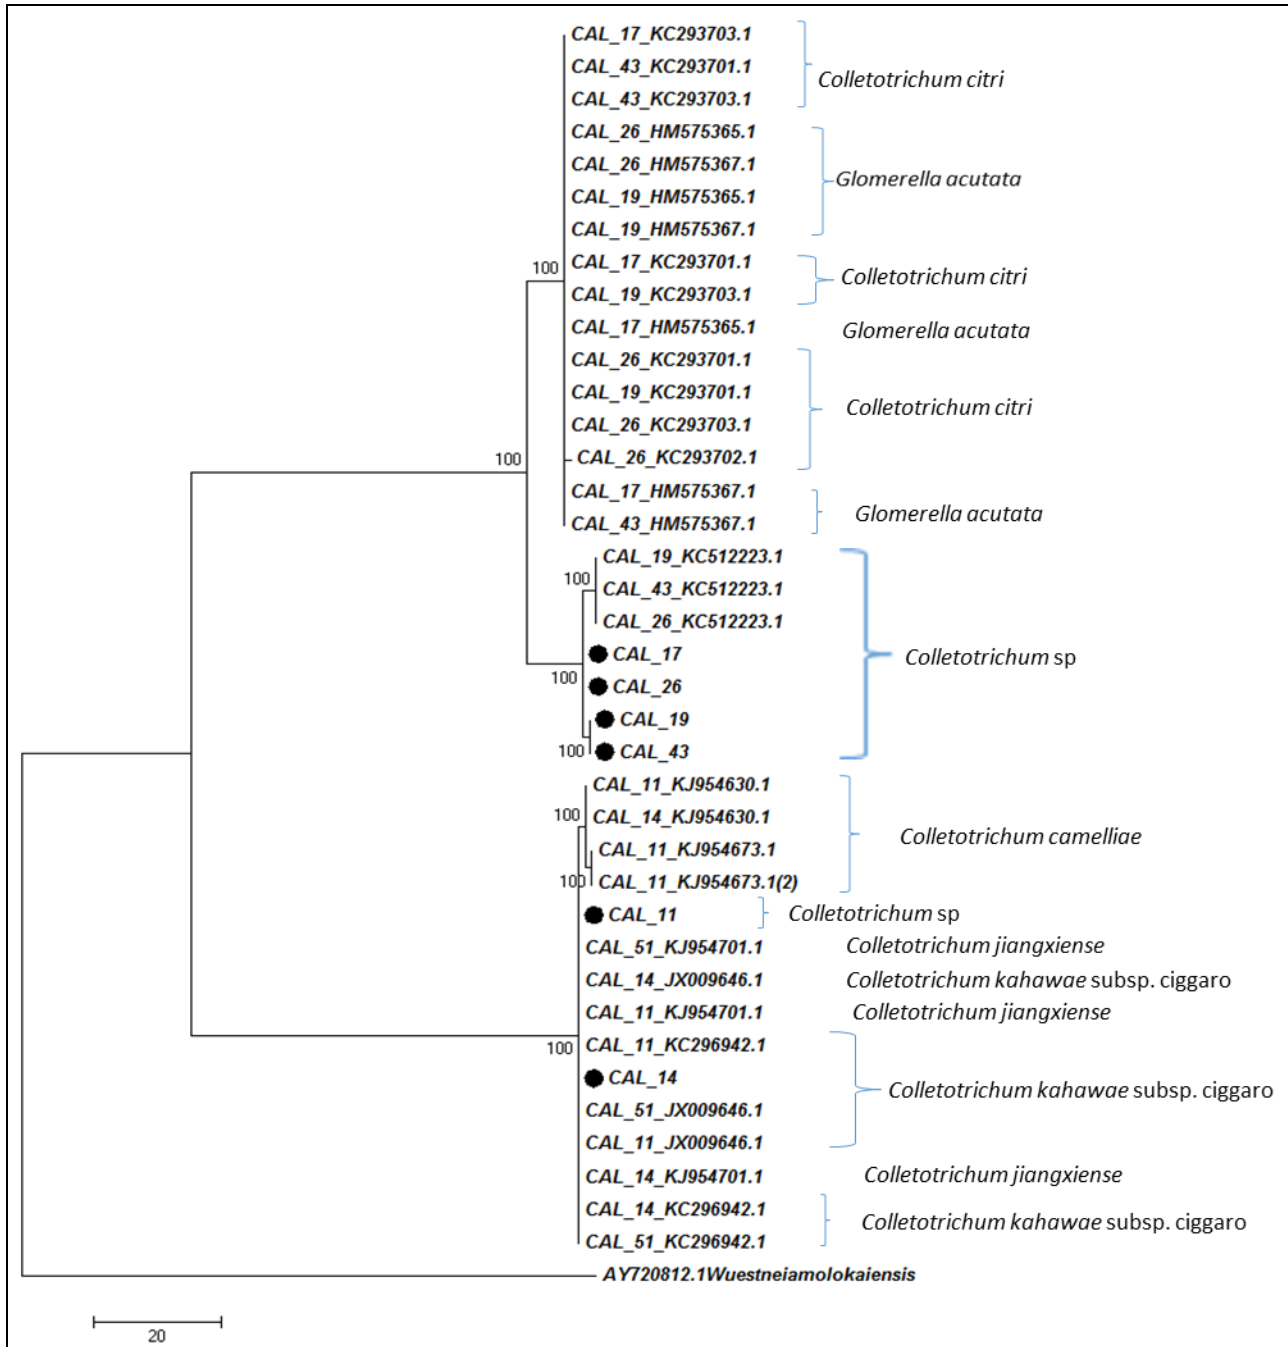 CAL_17_KC293703.1
CAL_43_KC293701.1
Colletotrichum citri
CAL_43_KC293703.1
CAL_26_HM575365.1
CAL_26_HM575367.1
Glomerella acutata
CAL_19_HM575365.1
CAL_19_HM575367.1
CAL_17_KC293701.1
100
Colletotrichum citri
CAL_19_KC293703.1
CAL_17_HM575365.1 Glomerella acutata
CAL_26_KC293701.1
CAL_19_KC293701.1
Colletotrichum citri
CAL_26_KC293703.1
100
CAL_26_KC293702.1
CAL_17_HM575367.1
Glomerella acutata
CAL_43_HM575367.1
CAL_19_KC512223.1
100
CAL_43_KC512223.1
CAL_26_KC512223.1
CAL_17
Colletotrichum sp
100
CAL_26
CAL_19
100
CAL_43
CAL_11_KJ954630.1
100
CAL_14_KJ954630.1
Colletotrichum camelliae
CAL_11_KJ954673.1
100
CAL_11_KJ954673.1(2)
CAL_11 Colletotrichum sp
CAL_51_KJ954701.1 Colletotrichum jiangxiense
CAL_14_JX009646.1 Colletotrichum kahawae subsp. ciggaro
CAL_11_KJ954701.1 Colletotrichum jiangxiense
100
CAL_11_KC296942.1
CAL_14
Colletotrichum kahawae subsp. ciggaro
CAL_51_JX009646.1
CAL_11_JX009646.1
CAL_14_KJ954701.1 Colletotrichum jiangxiense
CAL_14_KC296942.1
Colletotrichum kahawae subsp. ciggaro
CAL_51_KC296942.1
AY720812.1Wuestneiamolokaiensis
20